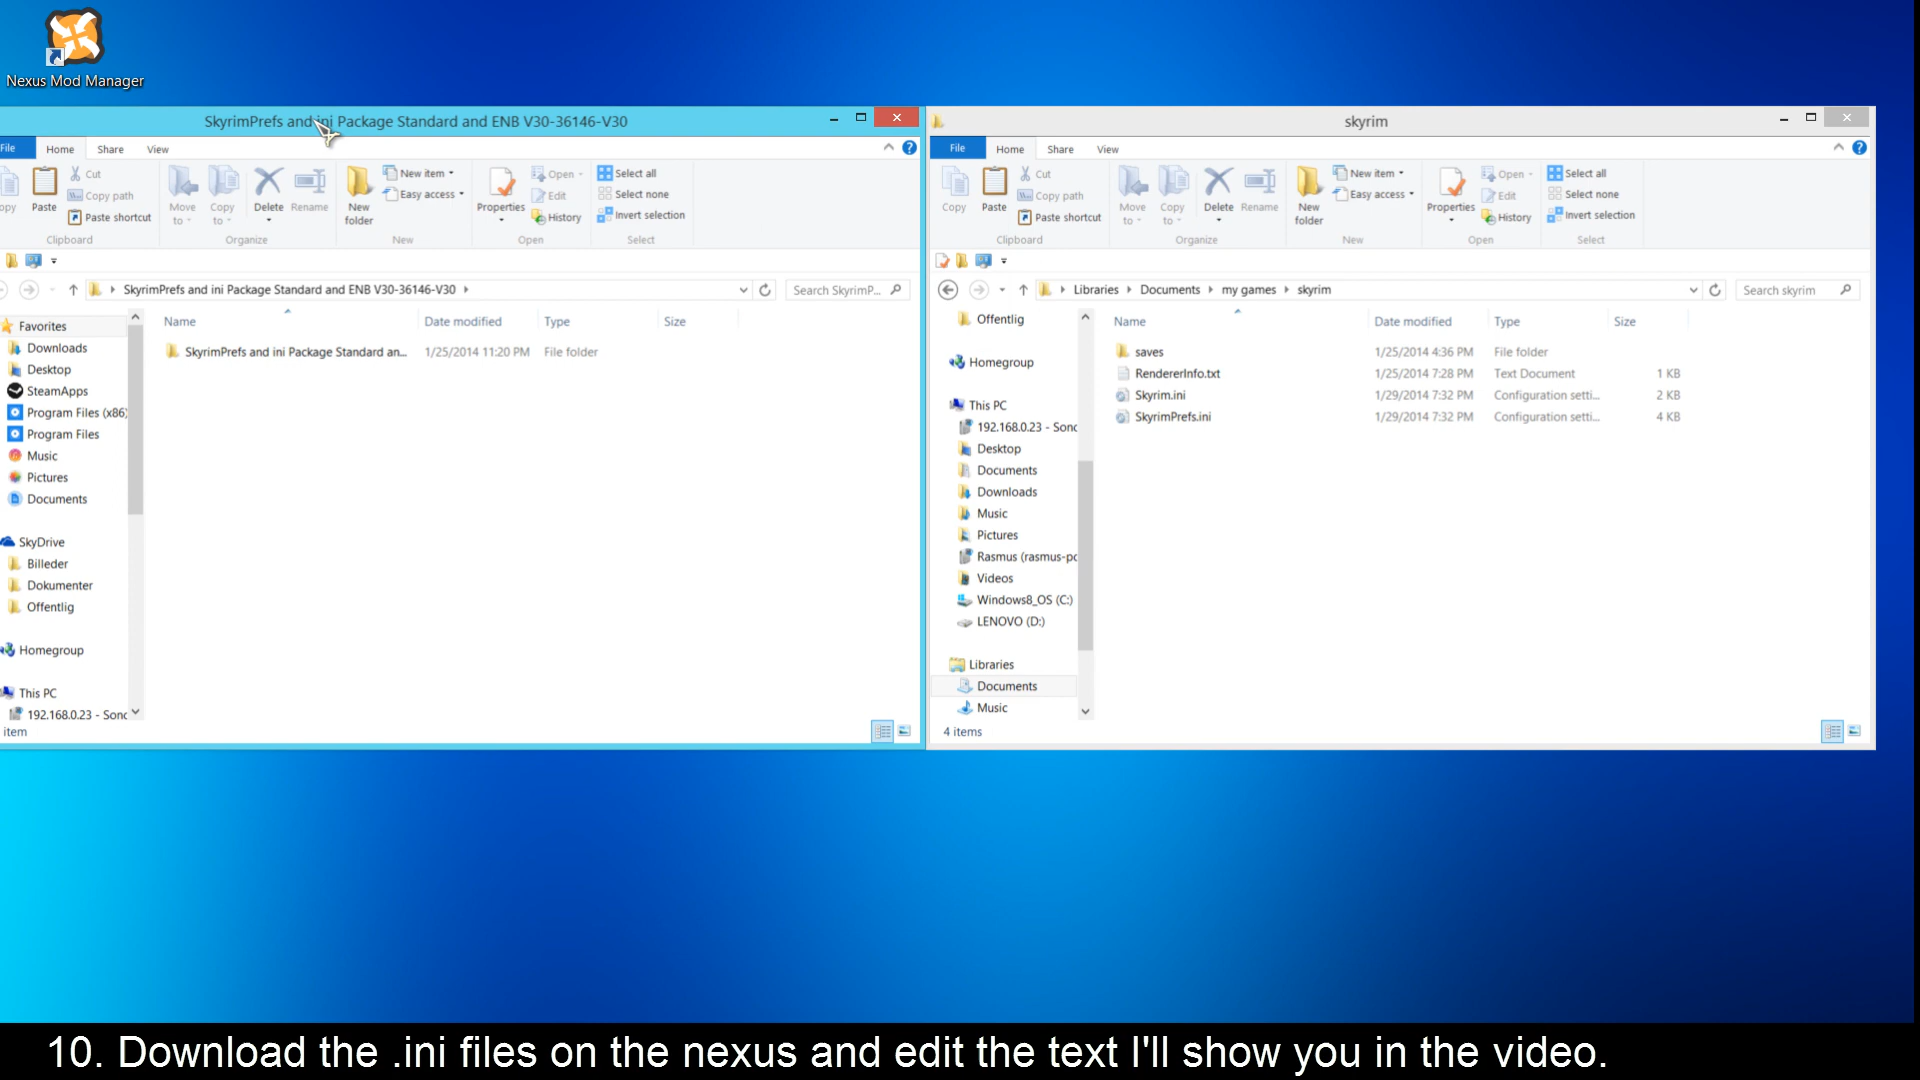 Nexus Mod Manager
SkyrimPrefs and ini Package Standard and ENB V30-36146-V30
File
Home
Share
View
opy
Paste
Cut
Copy path
Paste shortcut
Clipboard
Move to
Copy to
Delete
Rename
Organize
New folder
New item
Easy access
New
Properties
Open
Edit
History
Open
Select all
Select none
Invert selection
Select
SkyrimPrefs and ini Package Standard and ENB V30-36146-V30
Search SkyrimP...
Name
Date modified
Type
Size
SkyrimPrefs and ini Package Standard an...
1/25/2014 11:20 PM
File folder
Favorites
Downloads
Desktop
SteamApps
Program Files (x86)
Program Files
Music
Pictures
Documents
SkyDrive
Billeder
Dokumenter
Offentlig
Homegroup
This PC
192.168.0.23 - Sono
item
skyrim
File
Home
Share
View
Copy
Paste
Cut
Copy path
Paste shortcut
Clipboard
Move to
Copy to
Delete
Rename
Organize
New folder
New item
Easy access
New
Properties
Open
Edit
History
Open
Select all
Select none
Invert selection
Select
Libraries
Documents
my games
skyrim
Search skyrim
Name
Date modified
Type
Size
saves 1/25/2014 4:36 PM File folder
RendererInfo.txt 1/25/2014 7:28 PM Text Document 1 KB
Skyrim.ini 1/29/2014 7:32 PM Configuration setti... 2 KB
SkyrimPrefs.ini 1/29/2014 7:32 PM Configuration setti... 4 KB
Offentlig
Homegroup
This PC
192.168.0.23 - Sono
Desktop
Documents
Downloads
Music
Pictures
Rasmus (rasmus-pc
Videos
Windows8_OS (C:)
LENOVO (D:)
Libraries
Documents
Music
4 items
10. Download the .ini files on the nexus and edit the text I'll show you in the video.